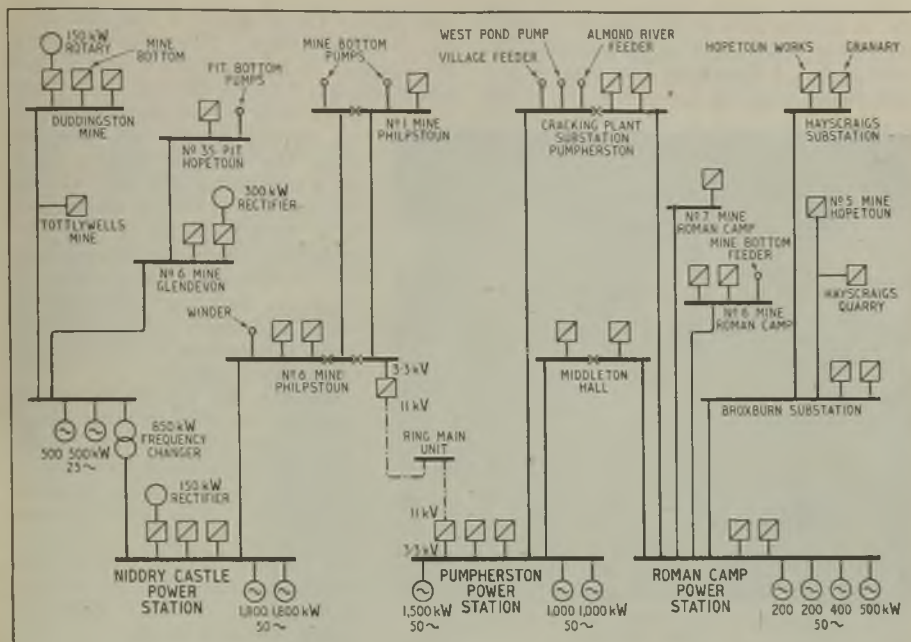 150 kW
ROTARY
MINE
BOTTOM
DUDDINGSTON
MINE
PIT BOTTOM
PUMPS
Nº 35 PIT
HOPETOUN
MINE BOTTOM
PUMPS
Nº 1 MINE
PHILPSTOUN
WEST POND PUMP
VILLAGE FEEDER
ALMOND RIVER
FEEDER
CRACKING PLANT
SUBSTATION
PUMPHERSTON
HOPETOUN WORKS
GRANARY
HAYSCRAIGS
SUBSTATION
TOTTLYWELLS
MINE
300 kW
RECTIFIER
Nº 6 MINE
GLENDEVON
Nº 7 MINE
ROMAN CAMP
MINE BOTTOM
FEEDER
Nº 6 MINE
ROMAN CAMP
Nº 5 MINE
HOPETOUN
HAYSCRAIGS
QUARRY
WINDER
Nº 6 MINE
PHILPSTOUN
3·3 kV
11 kV
RING MAIN
UNIT
11 kV
3·3 kV
MIDDLETON
HALL
BROXBURN SUBSTATION
500 500 kW
25 ~
650 kW
FREQUENCY
CHANGER
150 kW
RECTIFIER
NIDDRY CASTLE
POWER
STATION
1,800 1,800 kW
50 ~
1,500 kW
50 ~
PUMPHERSTON
POWER
STATION
1,000 1,000 kW
50 ~
ROMAN CAMP
POWER
STATION
200 200 400 500 kW
50 ~